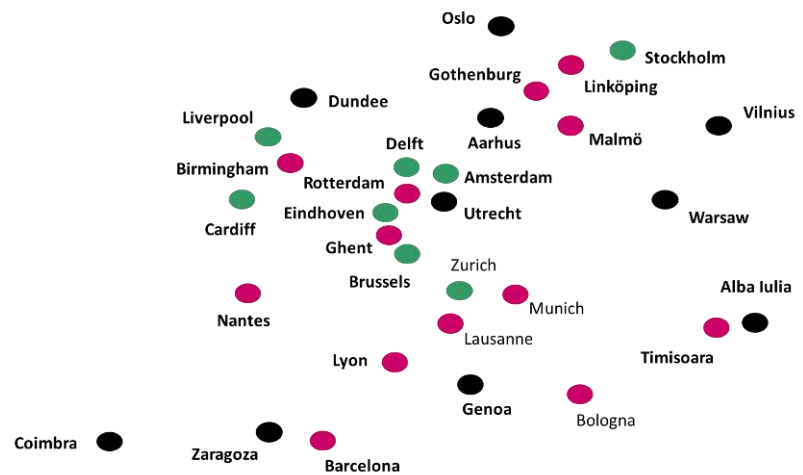 Oslo
Stockholm
Gothenburg
Linköping
Dundee
Vilnius
Liverpool
Delft
Aarhus
Malmö
Birmingham
Rotterdam
Amsterdam
Eindhoven
Utrecht
Warsaw
Cardiff
Ghent
Brussels
Zurich
Alba Iulia
Nantes
Munich
Lausanne
Timisoara
Lyon
Genoa
Bologna
Coimbra
Zaragoza
Barcelona